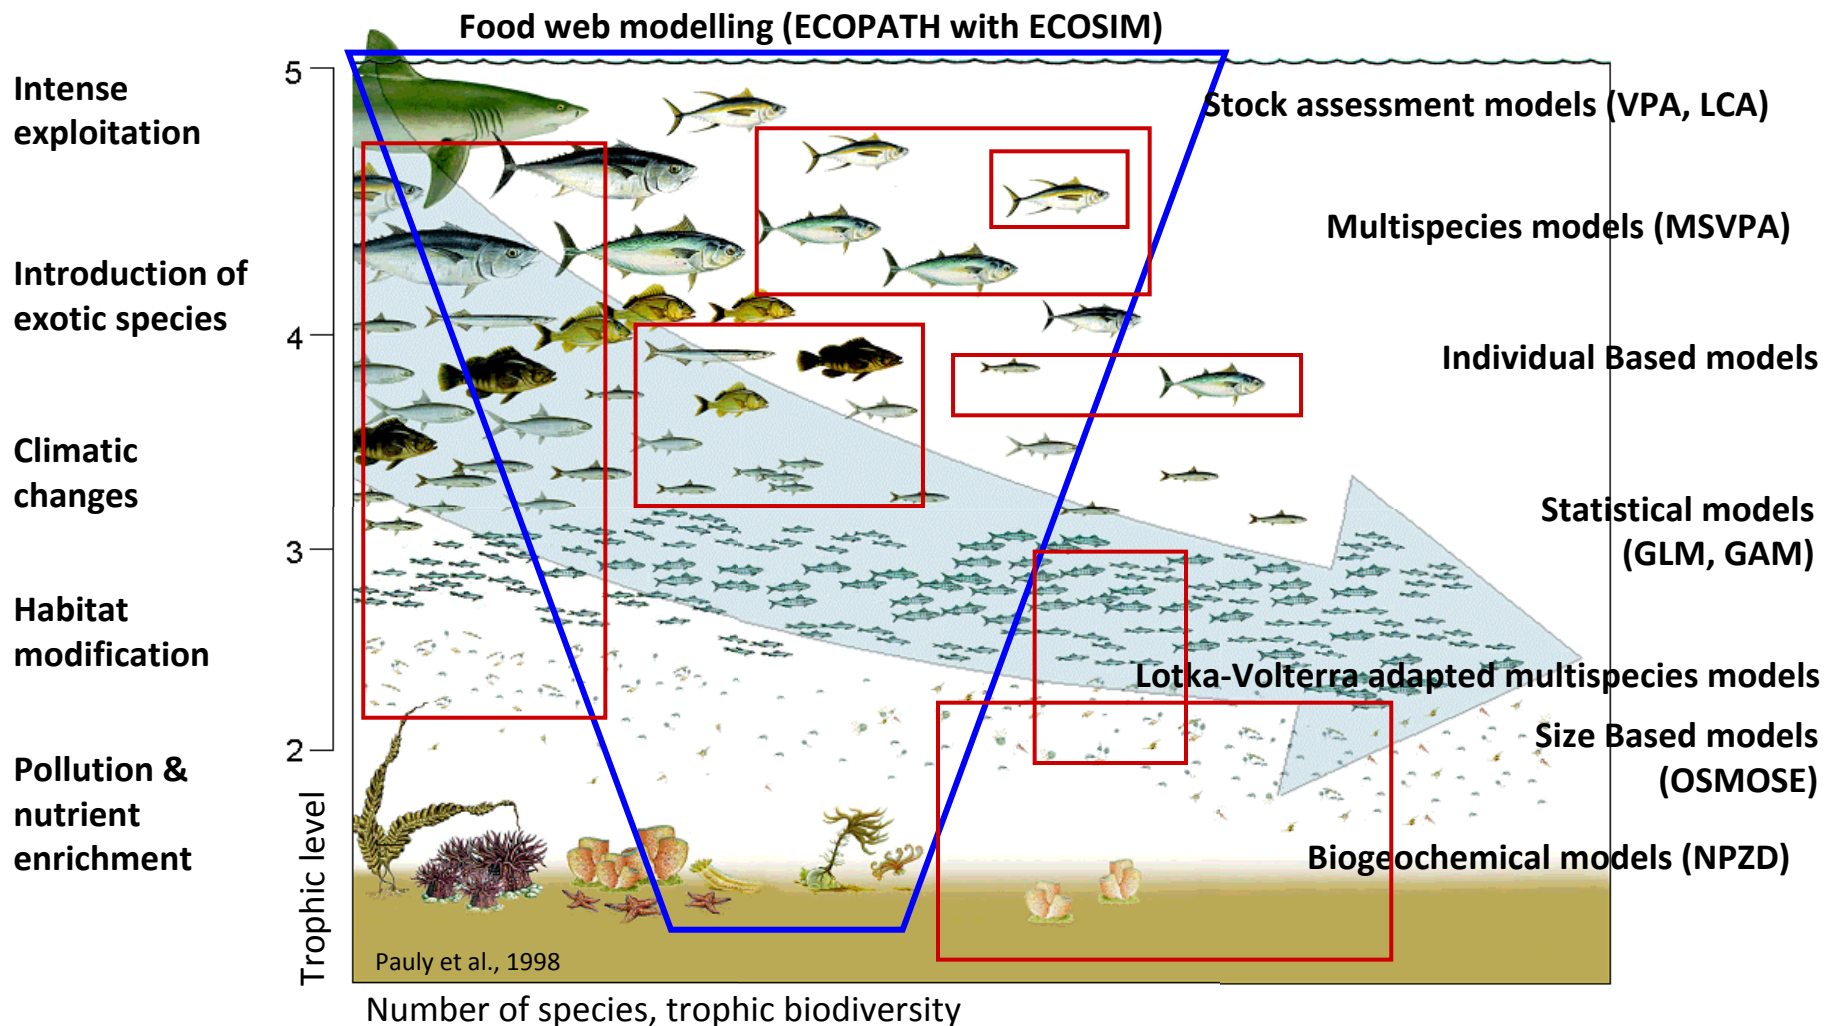 Food web modelling (ECOPATH with ECOSIM)
Intense
exploitation
Introduction of
exotic species
Climatic
changes
Habitat
modification
Pollution &
nutrient
enrichment
5
4
3
2
Trophic level
Stock assessment models (VPA, LCA)
Multispecies models (MSVPA)
Individual Based models
Statistical models
(GLM, GAM)
Lotka-Volterra adapted multispecies models
Size Based models
(OSMOSE)
Biogeochemical models (NPZD)
Pauly et al., 1998
Number of species, trophic biodiversity